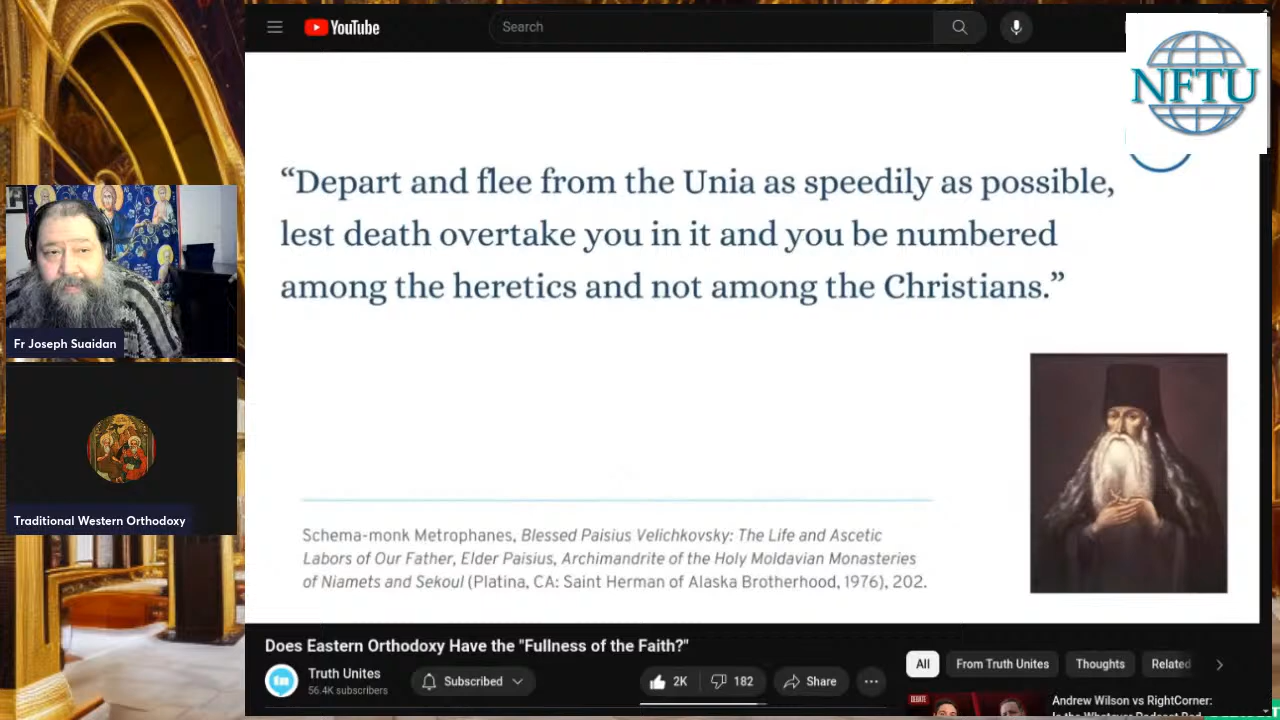 YouTube
Search
NFTU
“Depart and flee from the Unia as speedily as possible,
lest death overtake you in it and you be numbered
among the heretics and not among the Christians.”
Fr Joseph Suaidan
Traditional Western Orthodoxy
Schema-monk Metrophanes, Blessed Paisius Velichkovsky: The Life and Ascetic
Labors of Our Father, Elder Paisius, Archimandrite of the Holy Moldavian Monasteries
of Niamets and Sekoul (Platina, CA: Saint Herman of Alaska Brotherhood, 1976), 202.
Does Eastern Orthodoxy Have the "Fullness of the Faith?"
Truth Unites
56.4K subscribers
Subscribed
2K
182
Share
All
From Truth Unites
Thoughts
Related
DEBATE
Andrew Wilson vs RightCorner: